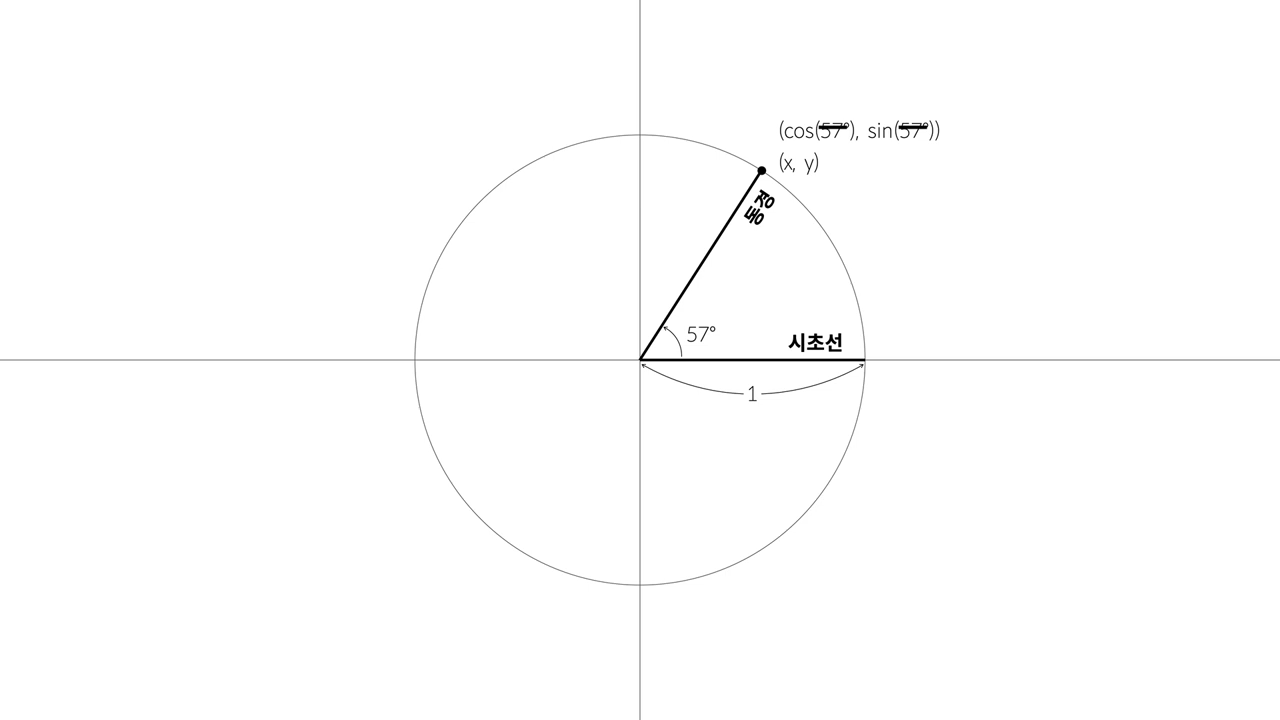 (cos(57°), sin(57°))
(x, y)
동경
57°
시초선
1